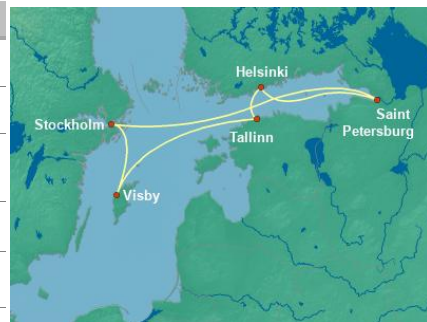 Helsinki
Stockholm
Saint
Petersburg
Tallinn
Visby